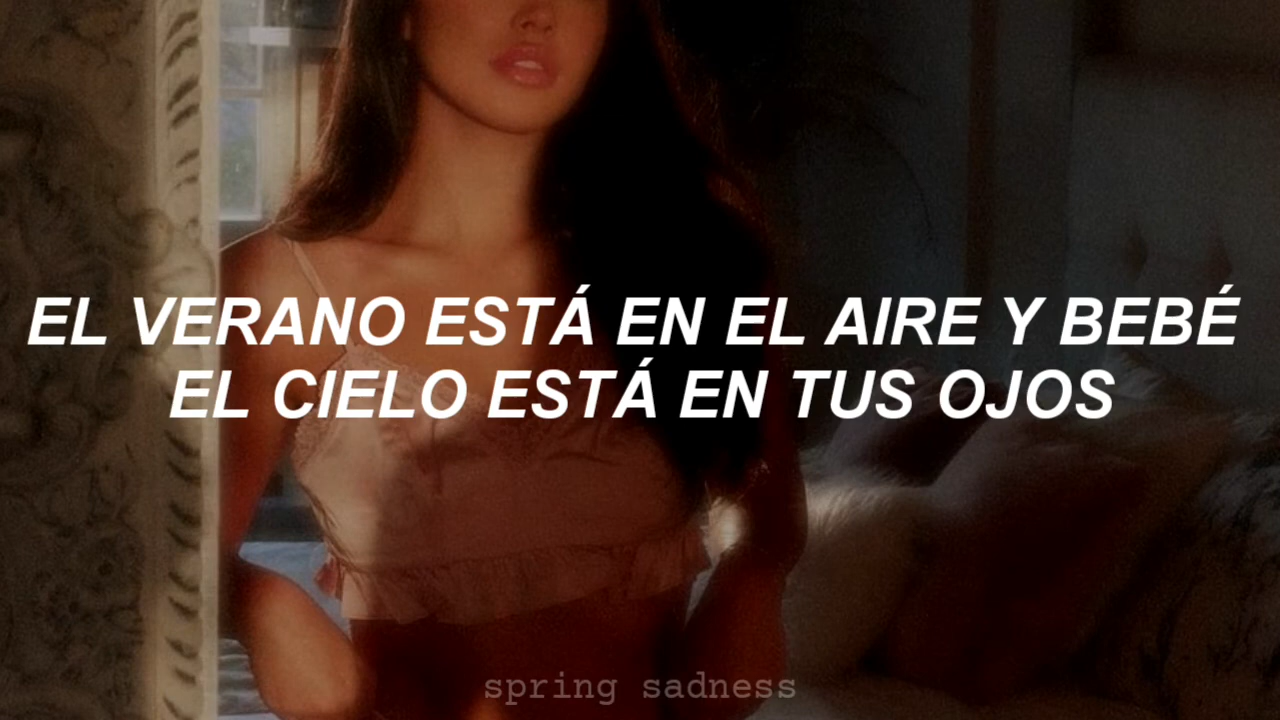 EL VERANO ESTÁ EN EL AIRE Y BEBÉ
EL CIELO ESTÁ EN TUS OJOS
spring sadness